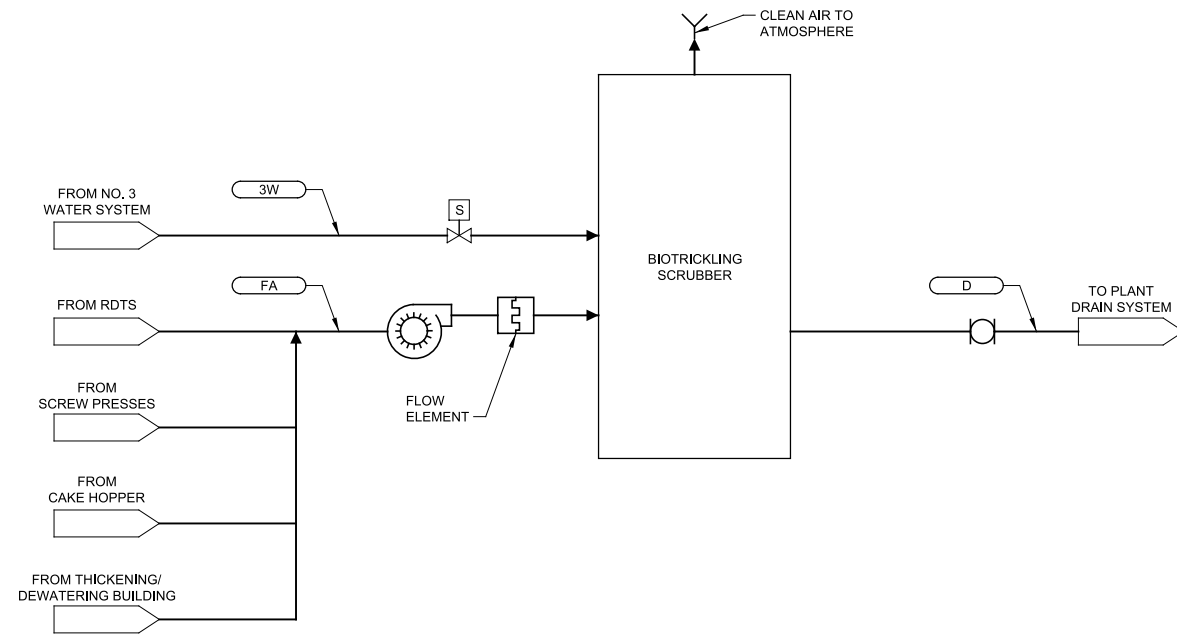 CLEAN AIR TO
ATMOSPHERE
FROM NO. 3
WATER SYSTEM
3W
S
BIOTRICKLING
SCRUBBER
FROM RDTS
FA
D
TO PLANT
DRAIN SYSTEM
FROM
SCREW PRESSES
FLOW
ELEMENT
FROM
CAKE HOPPER
FROM THICKENING/
DEWATERING BUILDING